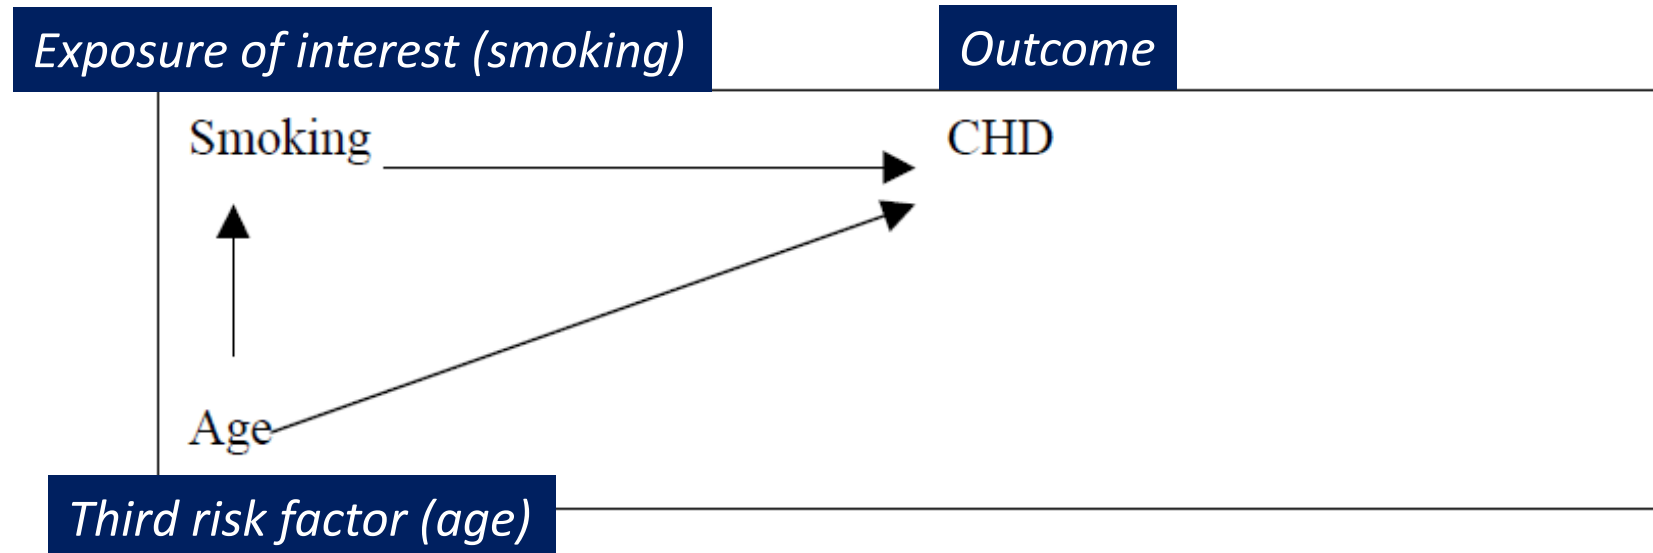 Exposure of interest (smoking)
Outcome
Smoking
CHD
Age
Third risk factor (age)